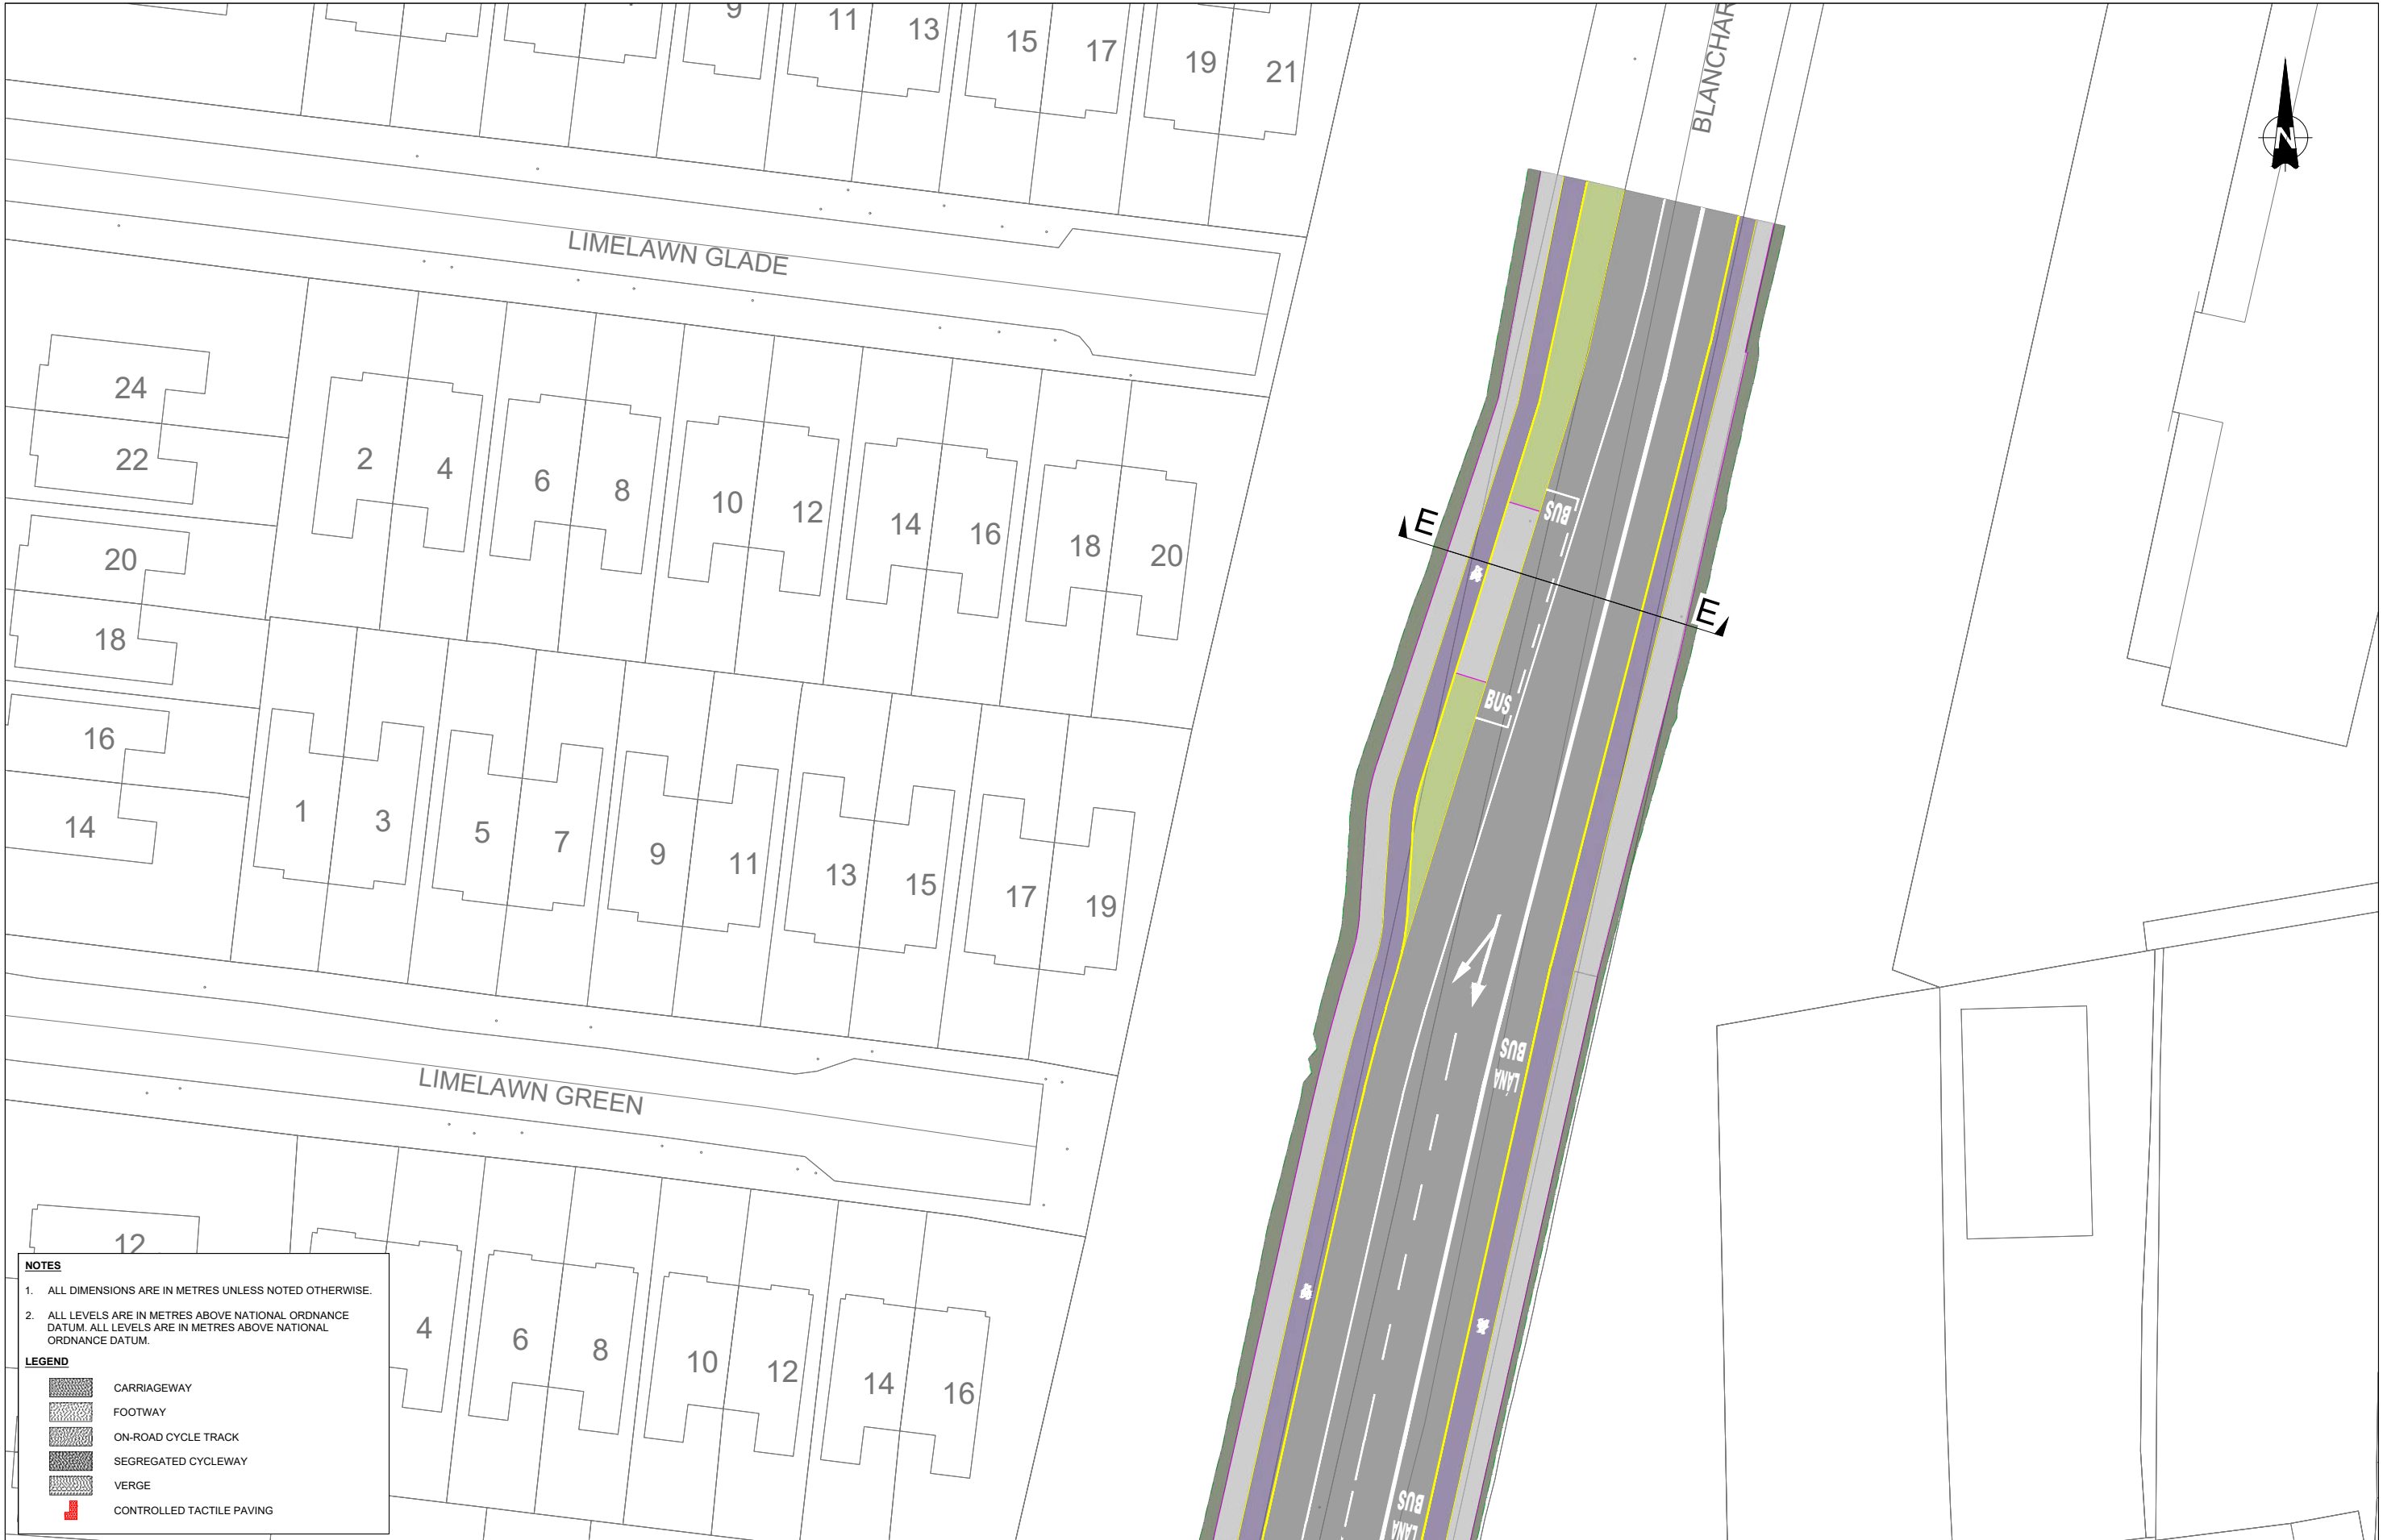 9
11
13
15
17
19
21
BLANCHAR
N
LIMELAWN GLADE
24
22
20
18
16
14
2
4
6
8
10
12
14
16
18
20
BUS
E
E
BUS
1
3
5
7
9
11
13
15
17
19
BUS
LÁNA
LIMELAWN GREEN
12
4
6
8
10
12
14
16
BUS
LÁNA
NOTES
1. ALL DIMENSIONS ARE IN METRES UNLESS NOTED OTHERWISE.
2. ALL LEVELS ARE IN METRES ABOVE NATIONAL ORDNANCE
DATUM. ALL LEVELS ARE IN METRES ABOVE NATIONAL
ORDNANCE DATUM.
LEGEND
CARRIAGEWAY
FOOTWAY
ON-ROAD CYCLE TRACK
SEGREGATED CYCLEWAY
VERGE
CONTROLLED TACTILE PAVING